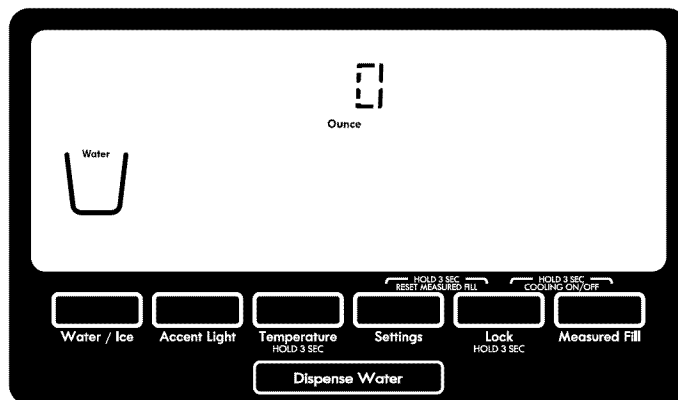 0
Ounce
Water
HOLD 3 SEC
RESET MEASURED FILL
HOLD 3 SEC
COOLING ON/OFF
Water / Ice
Accent Light
Temperature
HOLD 3 SEC
Settings
Lock
HOLD 3 SEC
Measured Fill
Dispense Water